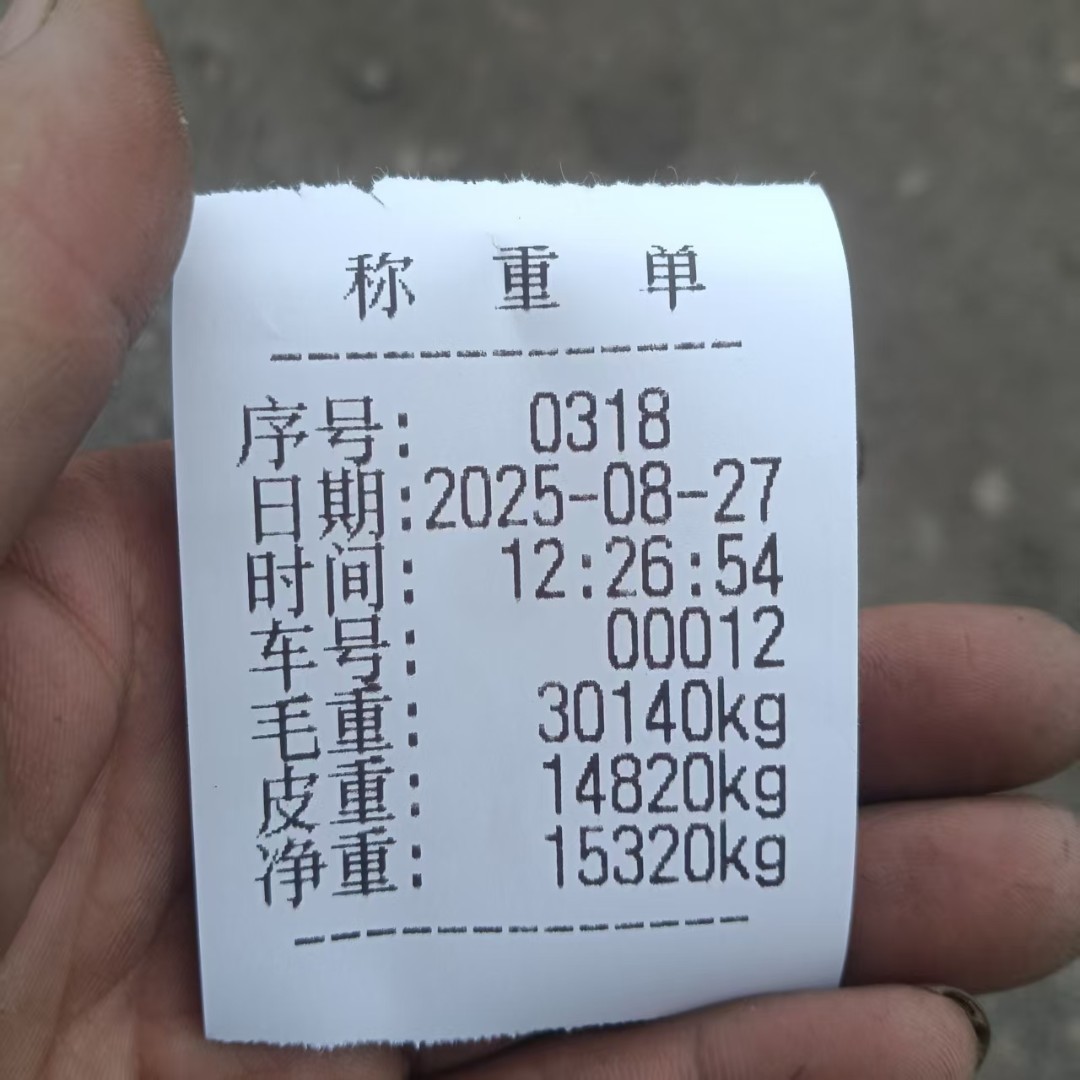 称 重 单
序号: 0318
日期:2025-08-27
时间: 12:26:54
车号: 00012
毛重: 30140kg
皮重: 14820kg
净重: 15320kg